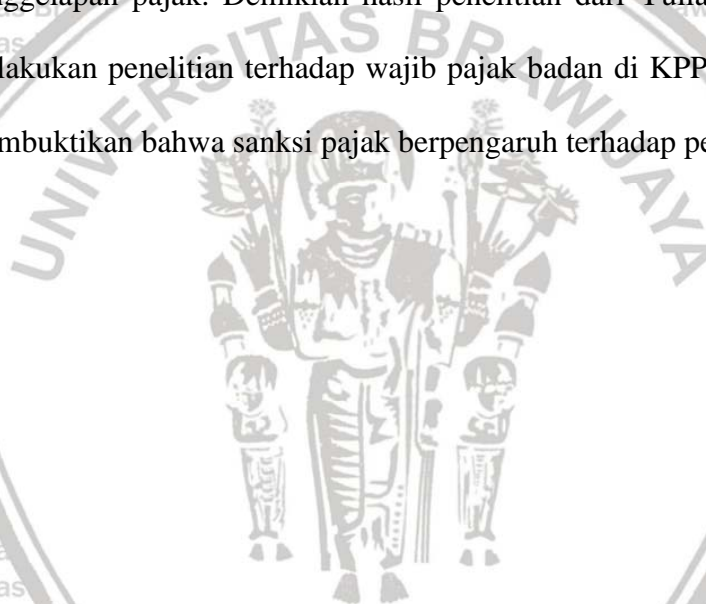 nggelapan pajak. Demikian hasil penelitian dari
lakukan penelitian terhadap wajib pajak badan di KPP
mbuktikan bahwa sanksi pajak berpengaruh terhadap pe
UNIVERSITAS BRAWIJAYA